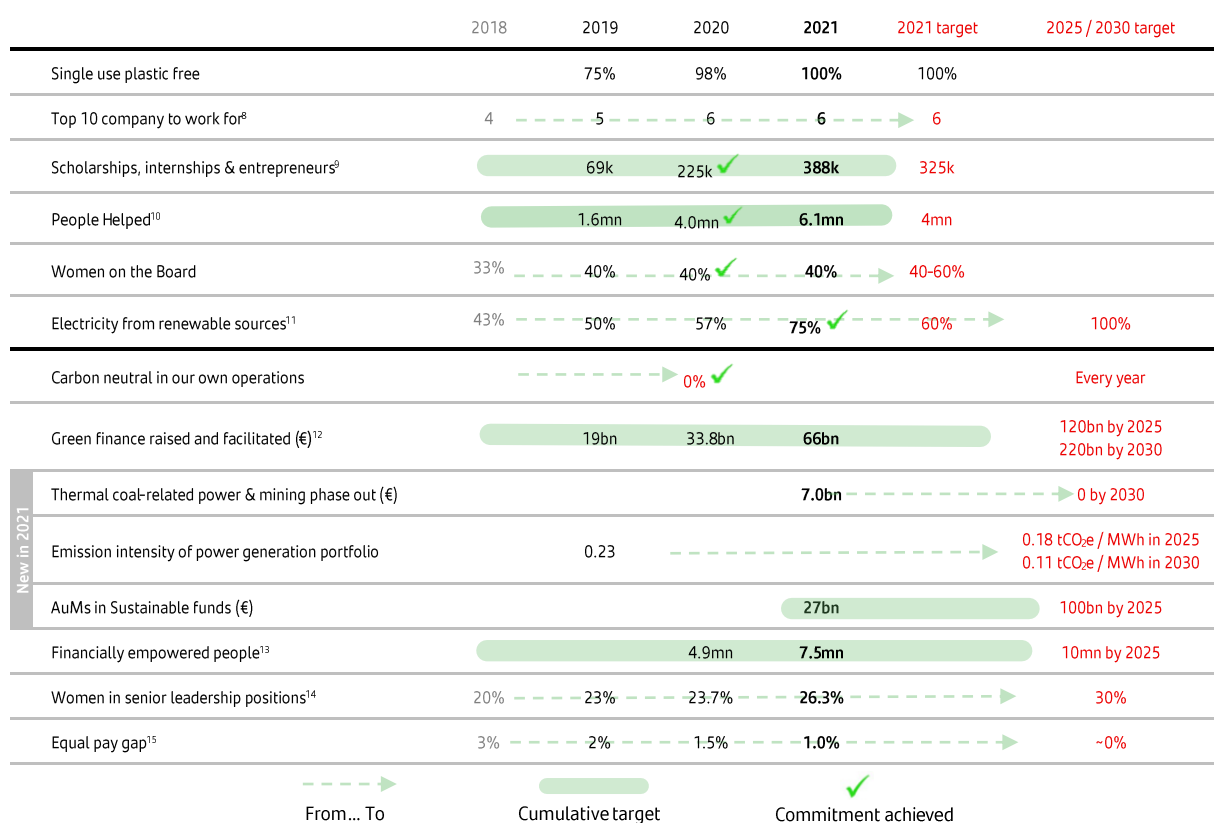 2018 2019 2020 2021 2021 target 2025 / 2030 target
Single use plastic free 75% 98% 100% 100%
Top 10 company to work for⁸ 4 5 6 6 6
Scholarships, internships & entrepreneurs⁹ 69k 225k 388k 325k
People Helped¹⁰ 1.6mn 4.0mn 6.1mn 4mn
Women on the Board 33% 40% 40% 40% 40-60%
Electricity from renewable sources¹¹ 43% 50% 57% 75% 60% 100%
Carbon neutral in our own operations 0% Every year
Green finance raised and facilitated (€)¹² 19bn 33.8bn 66bn 120bn by 2025
220bn by 2030
New in 2021
Thermal coal-related power & mining phase out (€) 7.0bn 0 by 2030
Emission intensity of power generation portfolio 0.23 0.18 tCO₂e / MWh in 2025
0.11 tCO₂e / MWh in 2030
AuMs in Sustainable funds (€) 27bn 100bn by 2025
Financially empowered people¹³ 4.9mn 7.5mn 10mn by 2025
Women in senior leadership positions¹⁴ 20% 23% 23.7% 26.3% 30%
Equal pay gap¹⁵ 3% 2% 1.5% 1.0% ~0%
From... To Cumulative target Commitment achieved